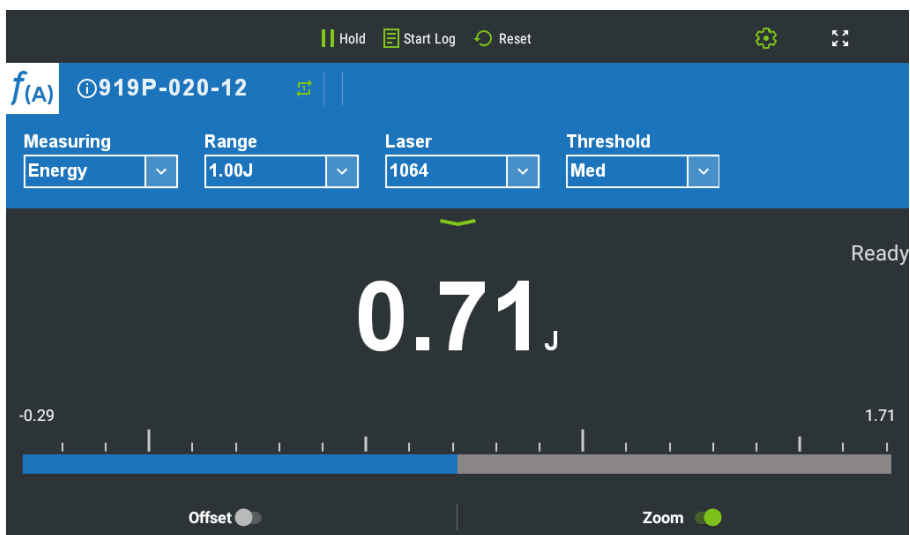 Hold Start Log Reset
f(A) 919P-020-12
Measuring Range Laser Threshold
Energy 1.00J 1064 Med
Ready
0.71 J
-0.29 1.71
Offset Zoom